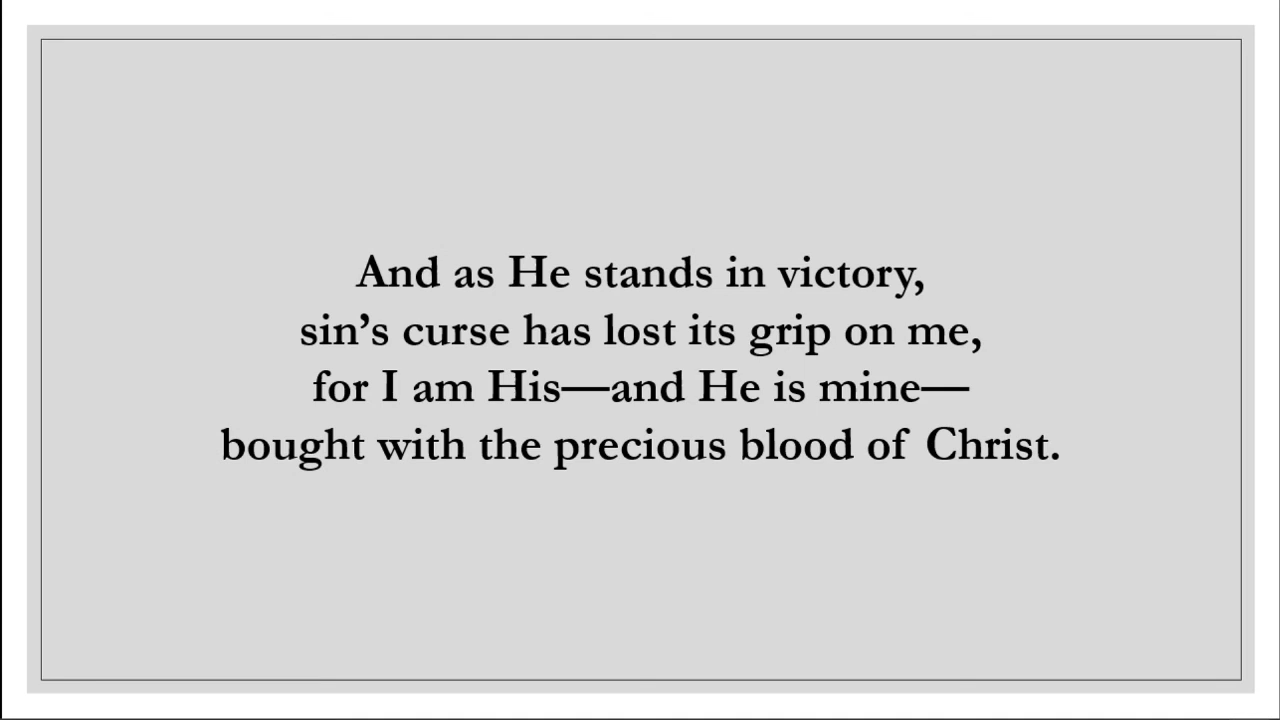 And as He stands in victory,
sin’s curse has lost its grip on me,
for I am His—and He is mine—
bought with the precious blood of Christ.